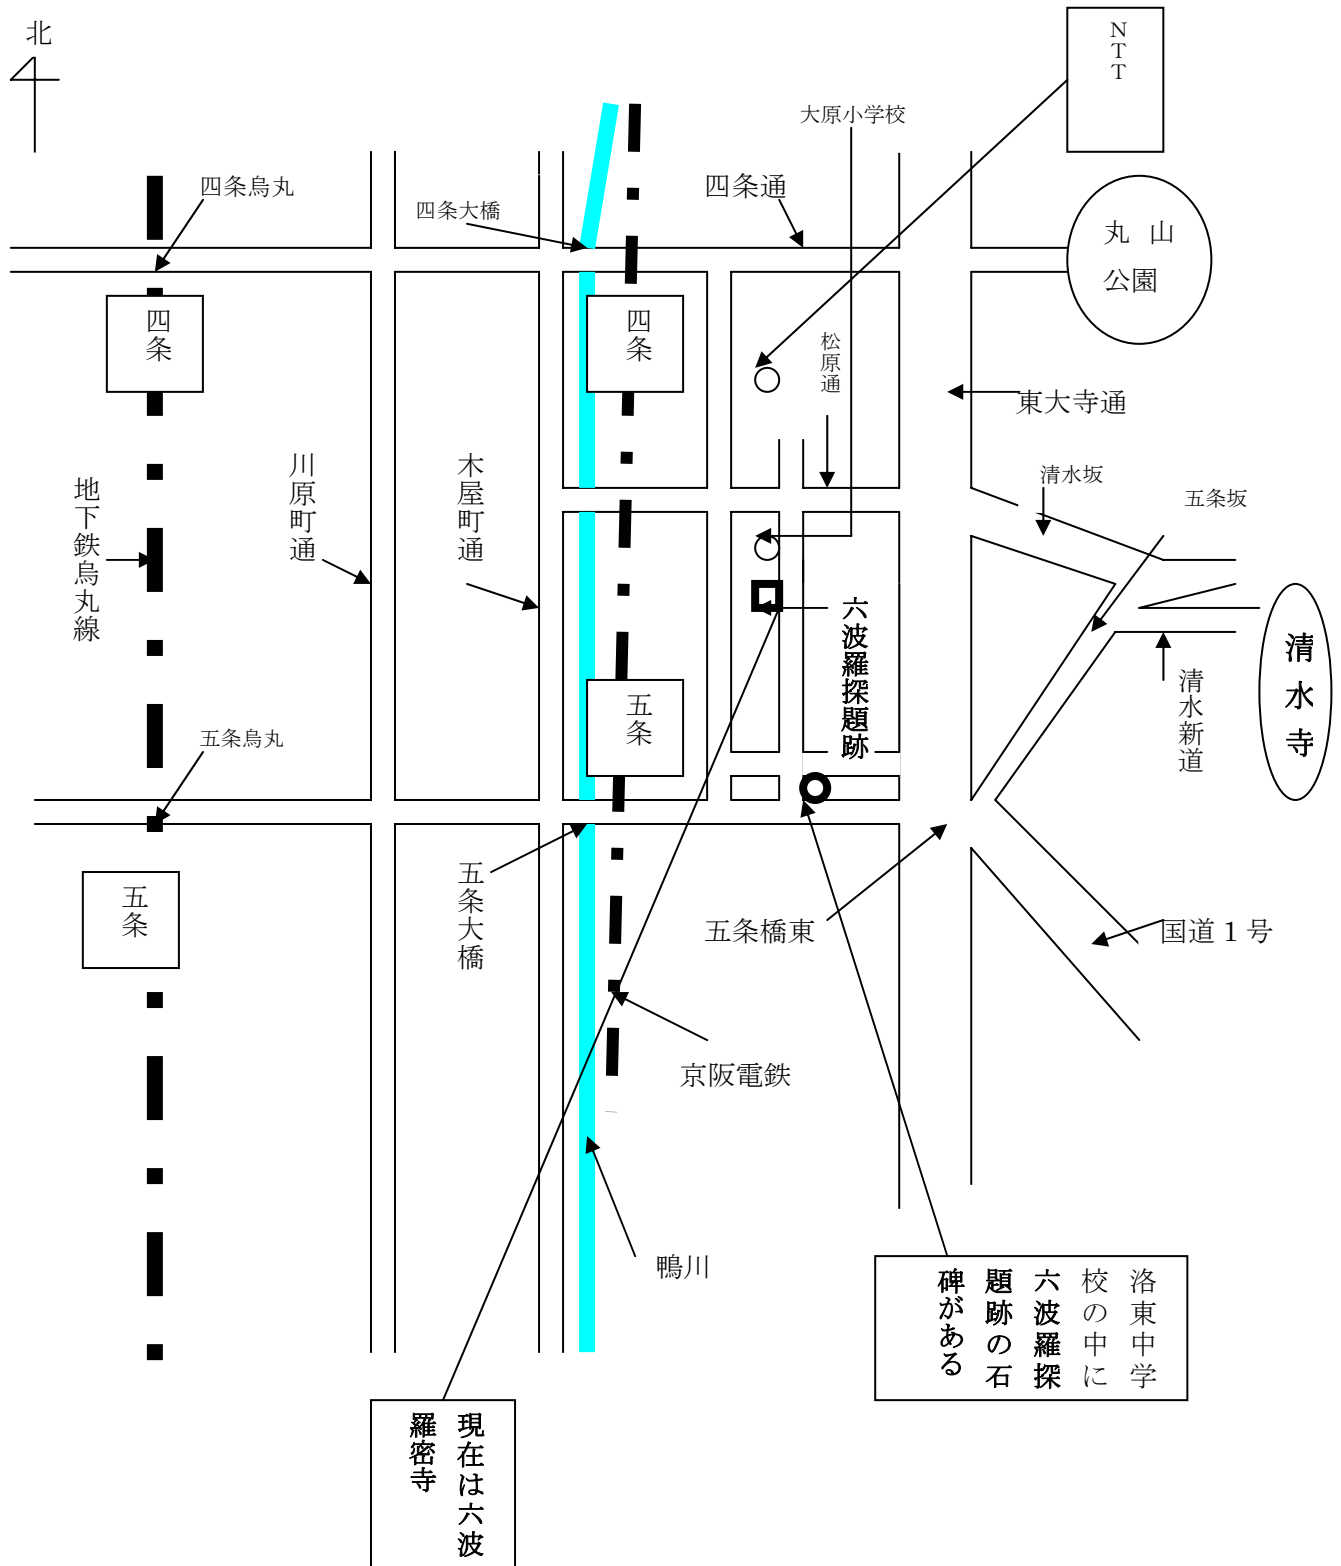 北
NTT
大原小学校
四条烏丸
四条大橋
四条通
丸 山
公園
四条
四条
松原通
東大寺通
地下鉄烏丸線
川原町通
木屋町通
清水坂
五条坂
六波羅探題跡
清水寺
清水新道
五条烏丸
五条
五条
五条大橋
五条橋東
国道1号
京阪電鉄
鴨川
洛東中学
校の中に
六波羅探
題跡の石
碑がある
現在は六波
羅密寺